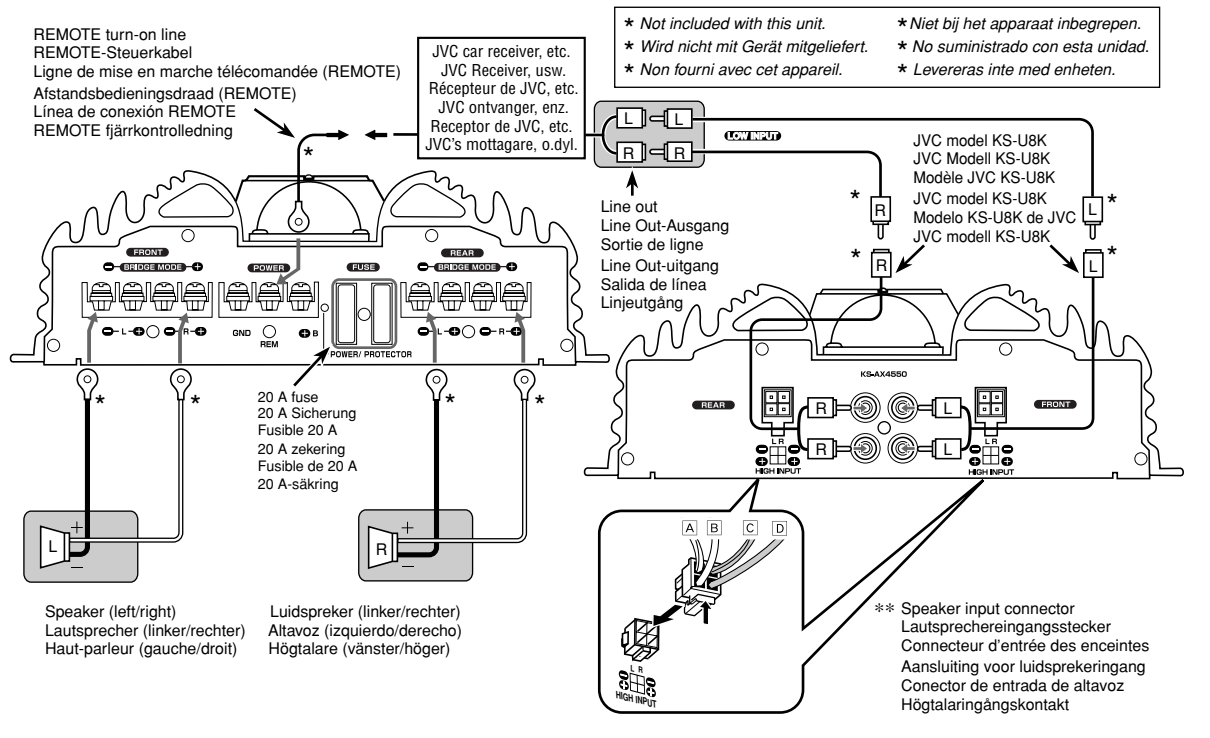 REMOTE turn-on line
REMOTE-Steuerkabel
Ligne de mise en marche télécomandée (REMOTE)
Afstandsbedieningsdraad (REMOTE)
Línea de conexión REMOTE
REMOTE fjärrkontrolledning
*
JVC car receiver, etc.
JVC Receiver, usw.
Récepteur de JVC, etc.
JVC ontvanger, enz.
Receptor de JVC, etc.
JVC's mottagare, o.dyl.
* Not included with this unit.
* Wird nicht mit Gerät mitgeliefert.
* Non fourni avec cet appareil.
* Niet bij het apparaat inbegrepen.
* No suministrado con esta unidad.
* Levereras inte med enheten.
L L
R R
LOW INPUT
Line out
Line Out-Ausgang
Sortie de ligne
Line Out-uitgang
Salida de línea
Linjeutgång
JVC model KS-U8K
JVC Modell KS-U8K
Modèle JVC KS-U8K
JVC model KS-U8K
Modelo KS-U8K de JVC
JVC modell KS-U8K
* R
L *
* R
L *
FRONT
– BRIDGE MODE +
POWER
FUSE
REAR
– BRIDGE MODE +
– L + – R +
GND
REM
+ B
POWER/ PROTECTOR
– L + – R +
* * * *
20 A fuse
20 A Sicherung
Fusible 20 A
20 A zekering
Fusible de 20 A
20 A-säkring
+
L
–
+
R
–
Speaker (left/right)
Lautsprecher (linker/rechter)
Haut-parleur (gauche/droit)
Luidspreker (linker/rechter)
Altavoz (izquierdo/derecho)
Högtalare (vänster/höger)
KS-AX4550
REAR
FRONT
R L
R L
L R
– –
+ +
HIGH INPUT
L R
– –
+ +
HIGH INPUT
A B C D
L R
– –
+ +
HIGH INPUT
** Speaker input connector
Lautsprechereingangsstecker
Connecteur d'entrée des enceintes
Aansluiting voor luidsprekeringang
Conector de entrada de altavoz
Högtalaringångskontakt